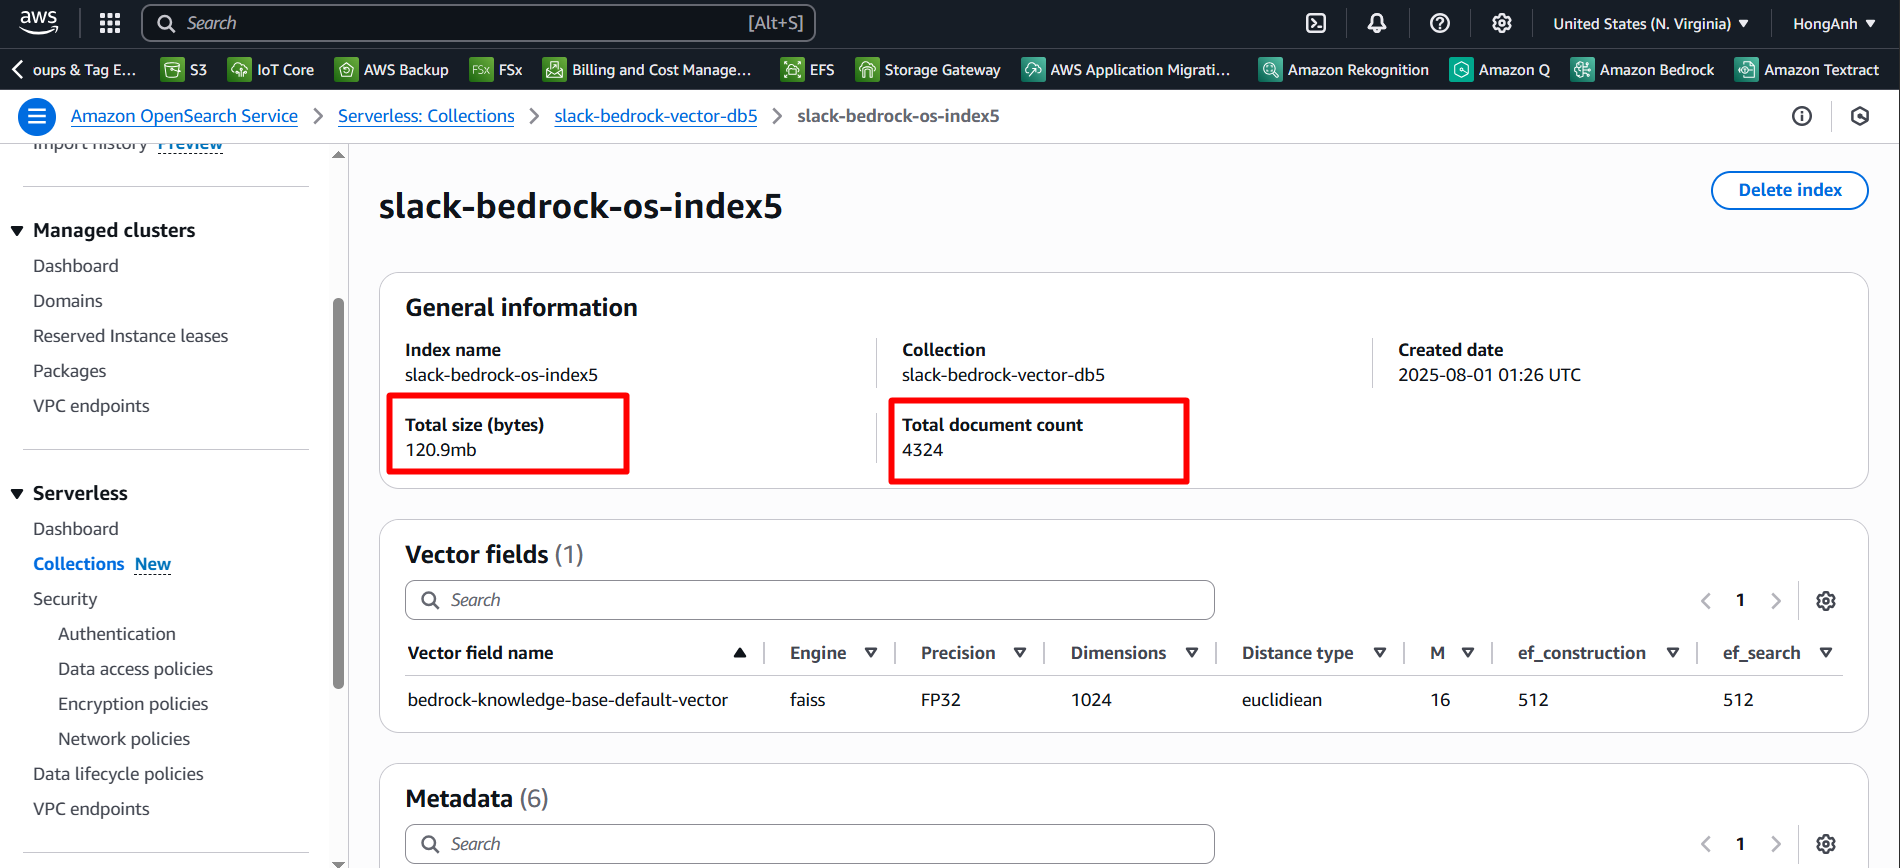 aws
Search [Alt+S]
United States (N. Virginia)
HongAnh
oups & Tag E...
S3
IoT Core
AWS Backup
FSx FSx
Billing and Cost Manage...
EFS
Storage Gateway
AWS Application Migrati...
Amazon Rekognition
Amazon Q
Amazon Bedrock
Amazon Textract
Amazon OpenSearch Service
Serverless: Collections
slack-bedrock-vector-db5
slack-bedrock-os-index5
Import history Preview
Managed clusters
Dashboard
Domains
Reserved Instance leases
Packages
VPC endpoints
Serverless
Dashboard
Collections New
Security
Authentication
Data access policies
Encryption policies
Network policies
Data lifecycle policies
VPC endpoints
slack-bedrock-os-index5
Delete index
General information
Index name
slack-bedrock-os-index5
Collection
slack-bedrock-vector-db5
Created date
2025-08-01 01:26 UTC
Total size (bytes)
120.9mb
Total document count
4324
Vector fields (1)
Search
1
Vector field name Engine Precision Dimensions Distance type M ef_construction ef_search
bedrock-knowledge-base-default-vector faiss FP32 1024 euclidiean 16 512 512
Metadata (6)
Search
1